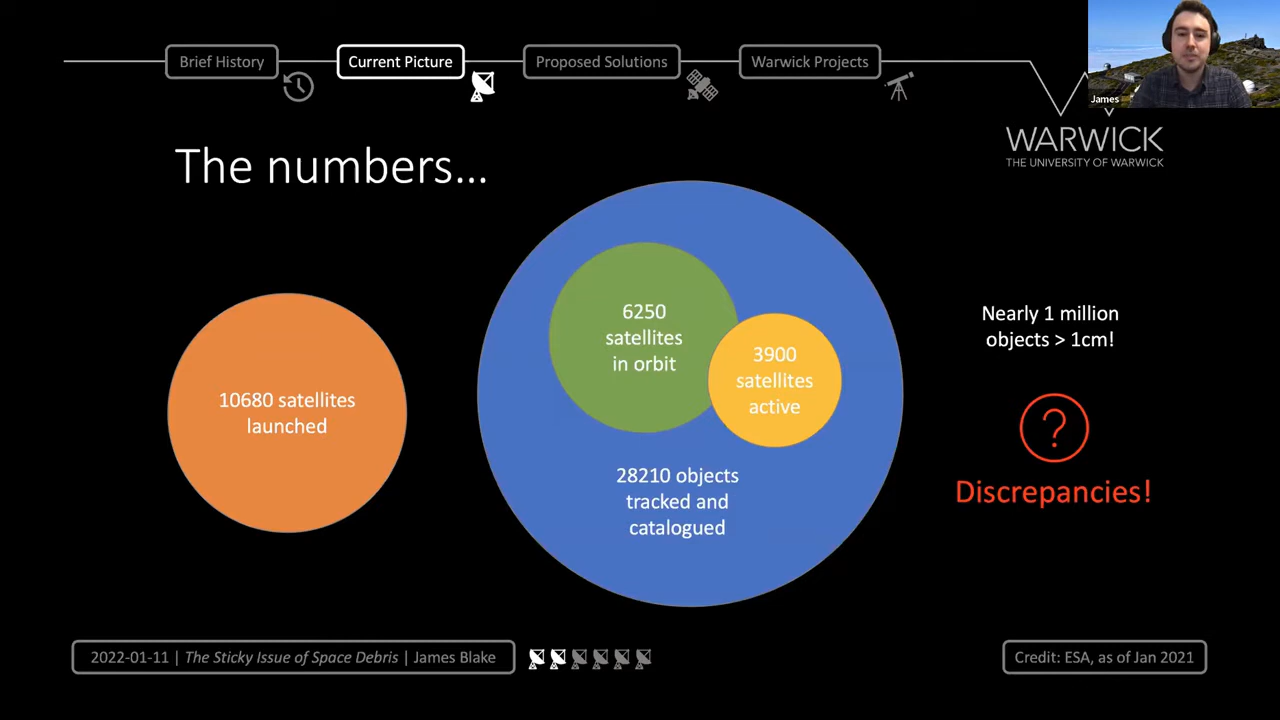 Brief History
Current Picture
Proposed Solutions
Warwick Projects
James
WARWICK
THE UNIVERSITY OF WARWICK
The numbers...
10680 satellites
launched
6250
satellites
in orbit
3900
satellites
active
28210 objects
tracked and
catalogued
Nearly 1 million
objects > 1cm!
?
Discrepancies!
2022-01-11 | The Sticky Issue of Space Debris | James Blake
Credit: ESA, as of Jan 2021